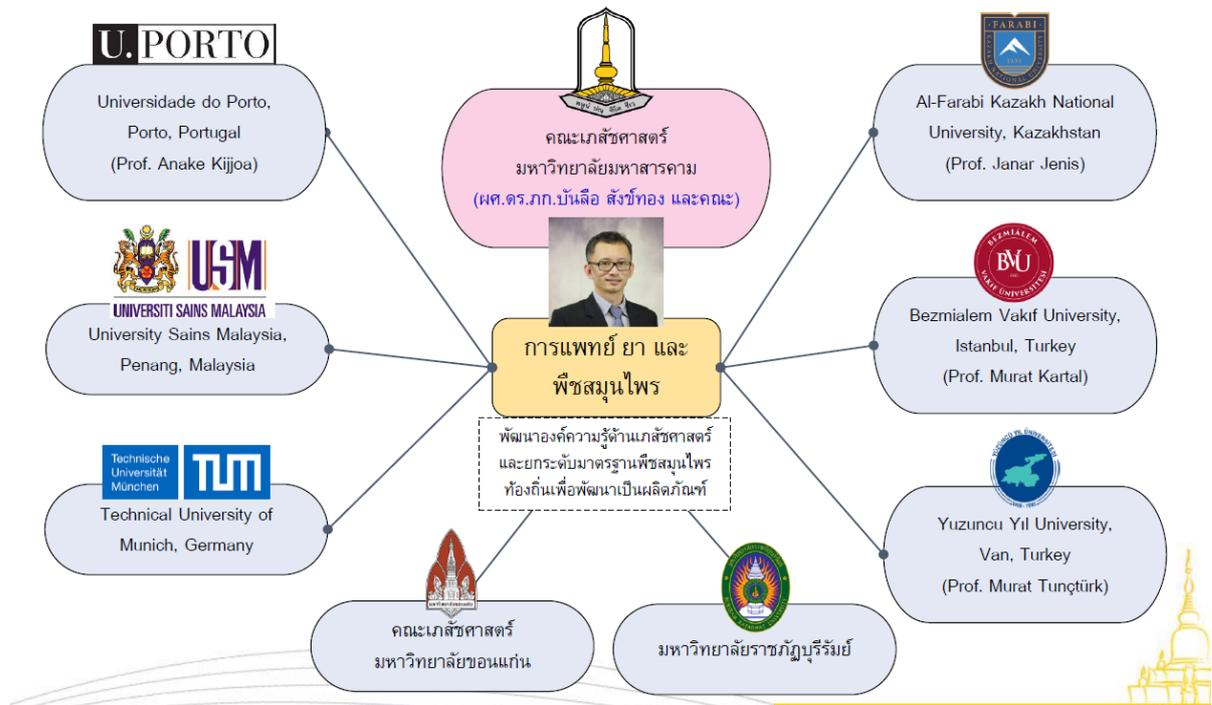 U. PORTO
Universidade do Porto,
Porto, Portugal
(Prof. Anake Kijjoa)
คณะเภสัชศาสตร์
มหาวิทยาลัยมหาสารคาม
(ผศ.ดร.ภก.บันลือ สังข์ทอง และคณะ)
FARABI
Al-Farabi Kazakh National
University, Kazakhstan
(Prof. Janar Jenis)
USM
UNIVERSITI SAINS MALAYSIA
University Sains Malaysia,
Penang, Malaysia
การแพทย์ ยา และ
พืชสมุนไพร
BEZMİALEM
VAKIF ÜNİVERSİTESİ
BVU
Bezmialem Vakıf University,
Istanbul, Turkey
(Prof. Murat Kartal)
Technische
Universität
München
TUM
Technical University of
Munich, Germany
พัฒนาองค์ความรู้ด้านเภสัชศาสตร์
และยกระดับมาตรฐานพืชสมุนไพร
ท้องถิ่นเพื่อพัฒนาเป็นผลิตภัณฑ์
Yuzuncu Yıl University,
Van, Turkey
(Prof. Murat Tunçtürk)
คณะเภสัชศาสตร์
มหาวิทยาลัยขอนแก่น
มหาวิทยาลัยราชภัฏบุรีรัมย์